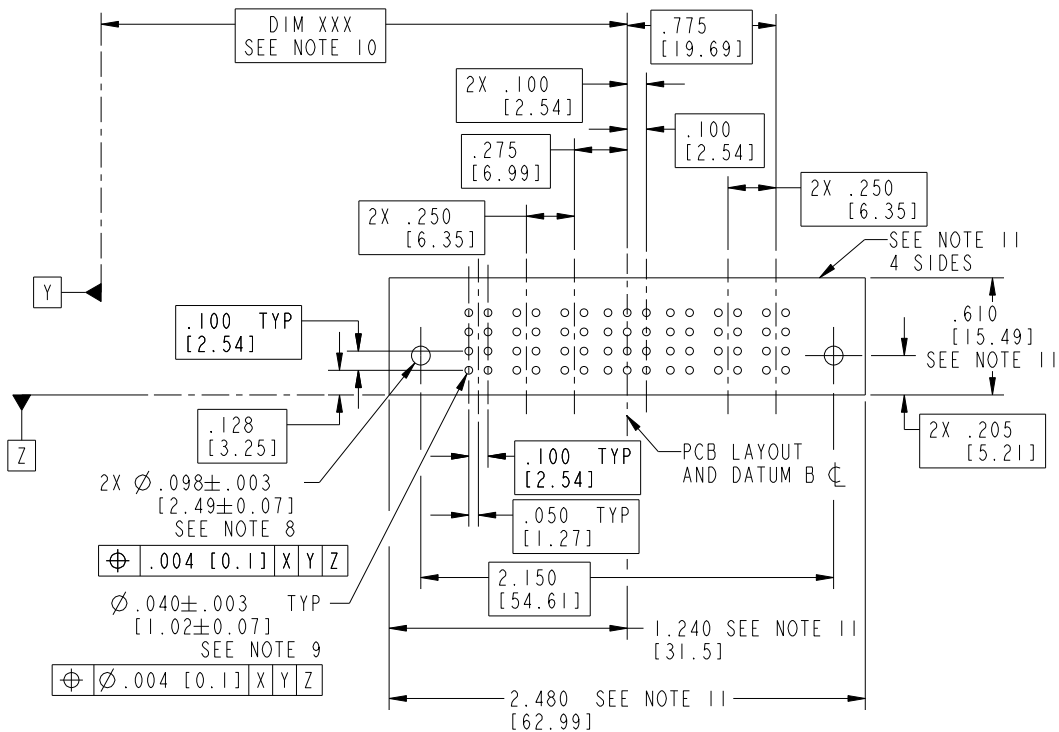 DIM XXX
SEE NOTE 10
.775
[19.69]
2X .100
[2.54]
.100
[2.54]
.275
[6.99]
2X .250
[6.35]
2X .250
[6.35]
SEE NOTE 11
4 SIDES
Y
.100 TYP
[2.54]
.610
[15.49]
SEE NOTE 11
Z
.128
[3.25]
2X .205
[5.21]
PCB LAYOUT
AND DATUM B ℄
.100 TYP
[2.54]
2X Ø.098±.003
[2.49±0.07]
SEE NOTE 8
⌖ .004 [0.1] X Y Z
.050 TYP
[1.27]
2.150
[54.61]
Ø.040±.003 TYP
[1.02±0.07]
SEE NOTE 9
⌖ Ø.004 [0.1] X Y Z
1.240 SEE NOTE 11
[31.5]
2.480 SEE NOTE 11
[62.99]